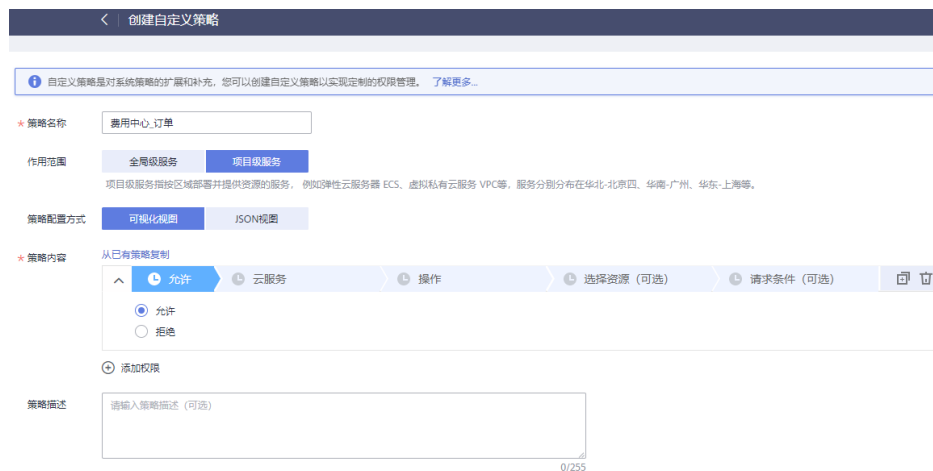 创建自定义策略
自定义策略是对系统策略的扩展和补充，您可以创建自定义策略以实现定制的权限管理。 了解更多...
* 策略名称 费用中心_订单
作用范围 全局级服务 项目级服务
项目级服务指按区域部署并提供资源的服务， 例如弹性云服务器 ECS、虚拟私有云服务 VPC等，服务分别分布在华北-北京四、华南-广州、华东-上海等。
策略配置方式 可视化视图 JSON视图
* 策略内容 从已有策略复制
允许 云服务 操作 选择资源（可选） 请求条件（可选）
允许
拒绝
添加权限
策略描述 请输入策略描述（可选）
0/255